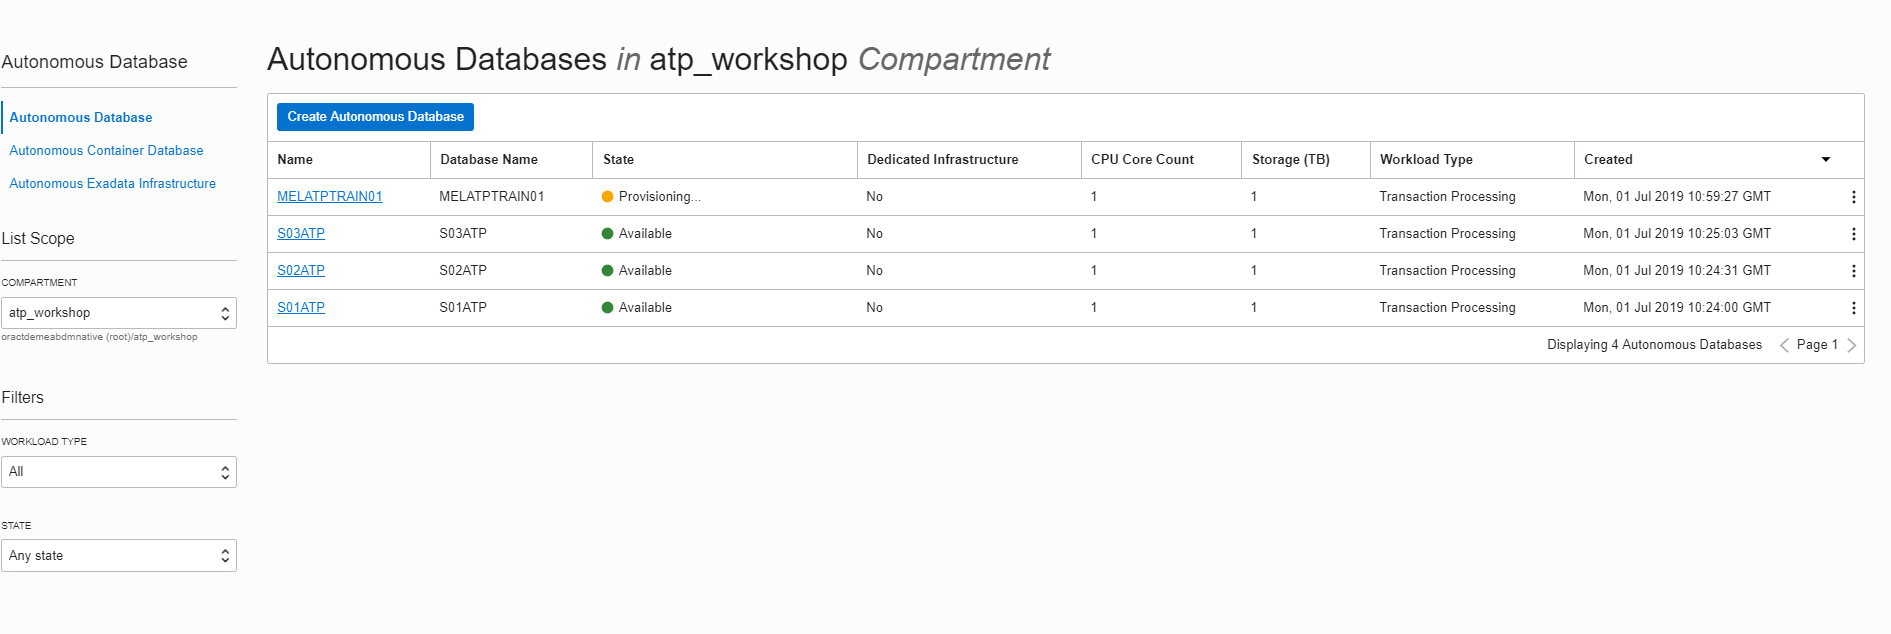 Autonomous Database
Autonomous Database
Autonomous Container Database
Autonomous Exadata Infrastructure
List Scope
COMPARTMENT
atp_workshop
oractdemeabdmnative (root)/atp_workshop
Filters
WORKLOAD TYPE
All
STATE
Any state
Autonomous Databases in atp_workshop Compartment
Create Autonomous Database
Name Database Name State Dedicated Infrastructure CPU Core Count Storage (TB) Workload Type Created
MELATPTRAIN01 MELATPTRAIN01 Provisioning... No 1 1 Transaction Processing Mon, 01 Jul 2019 10:59:27 GMT
S03ATP S03ATP Available No 1 1 Transaction Processing Mon, 01 Jul 2019 10:25:03 GMT
S02ATP S02ATP Available No 1 1 Transaction Processing Mon, 01 Jul 2019 10:24:31 GMT
S01ATP S01ATP Available No 1 1 Transaction Processing Mon, 01 Jul 2019 10:24:00 GMT
Displaying 4 Autonomous Databases Page 1